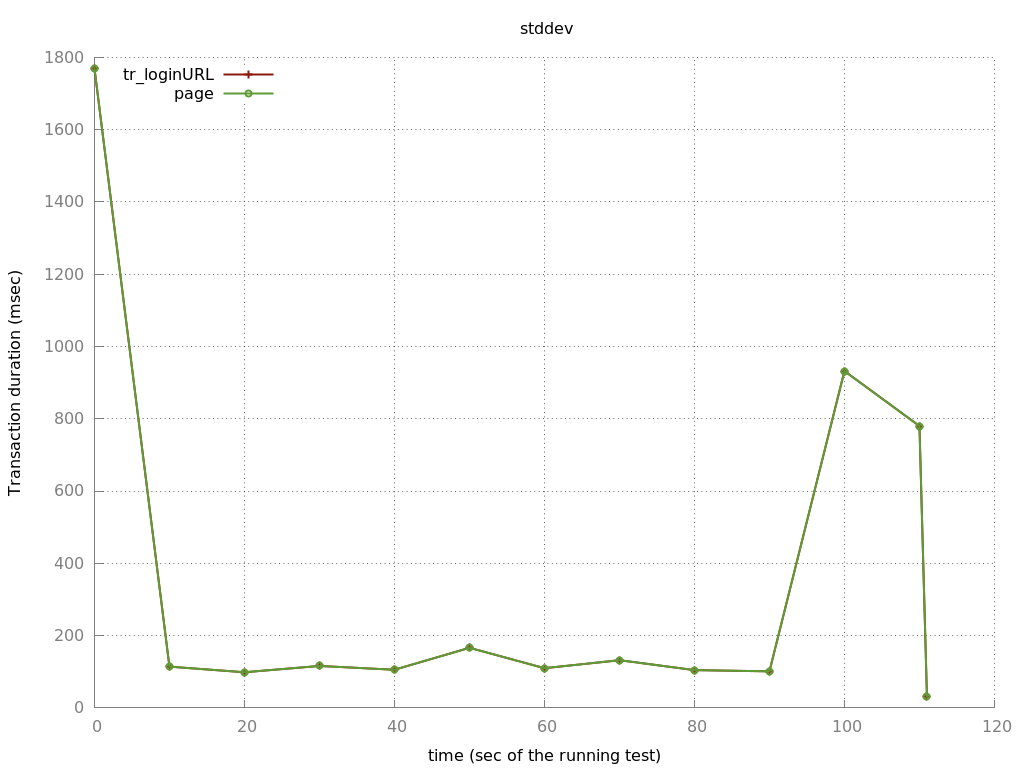 stddev
tr_loginURL
page
1800
1600
1400
1200
1000
800
600
400
200
0
Transaction duration (msec)
0 20 40 60 80 100 120
time (sec of the running test)